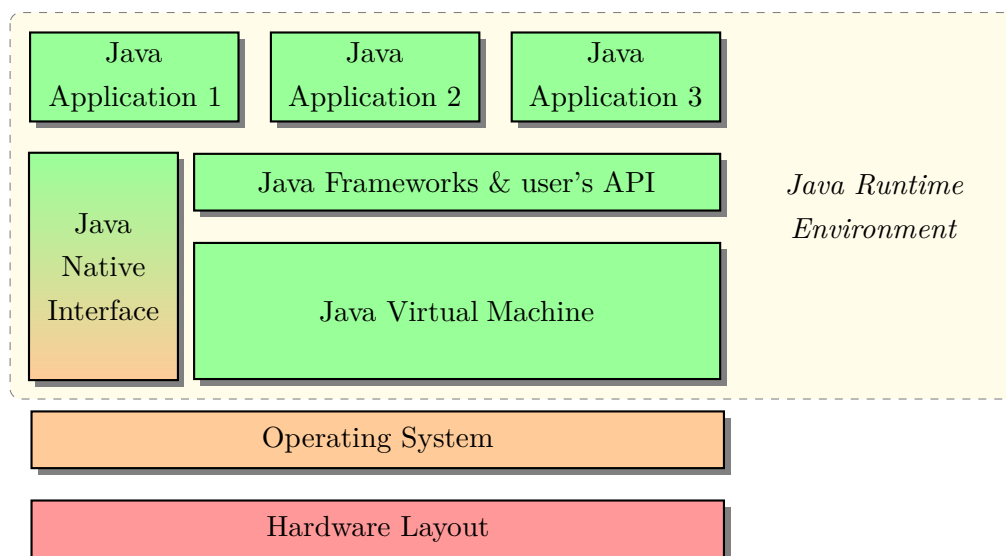 Java
Application 1
Java
Application 2
Java
Application 3
Java Frameworks & user's API
Java
Native
Interface
Java Virtual Machine
Java Runtime
Environment
Operating System
Hardware Layout